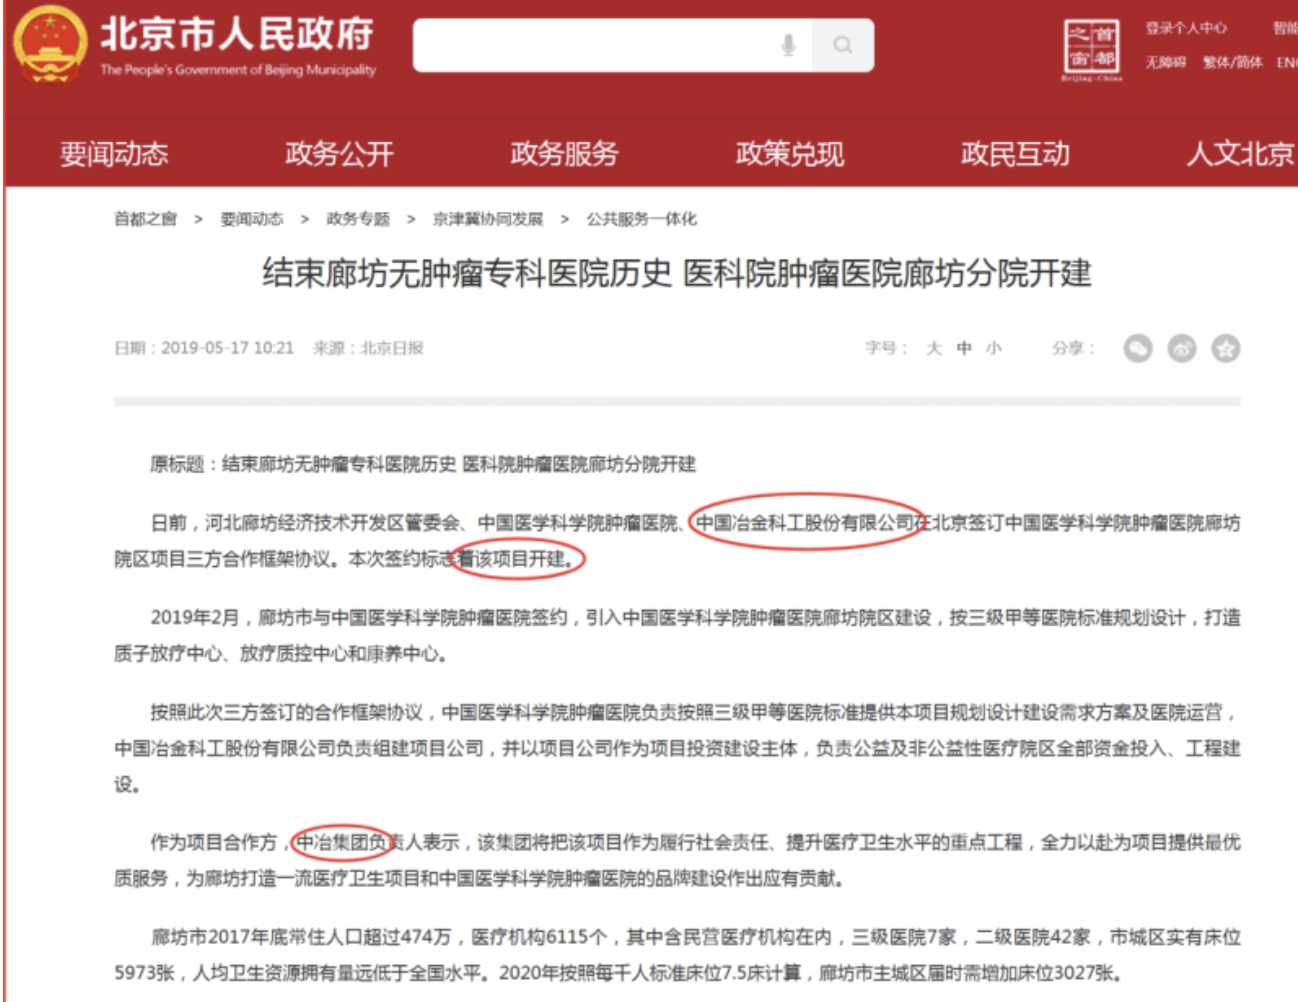 北京市人民政府
The People's Government of Beijing Municipality
之首
窗都
Beijing-China
登录个人中心 智能
无障碍 繁体/简体 EN
要闻动态 政务公开 政务服务 政策兑现 政民互动 人文北京
首都之窗 > 要闻动态 > 政务专题 > 京津冀协同发展 > 公共服务一体化
结束廊坊无肿瘤专科医院历史 医科院肿瘤医院廊坊分院开建
日期：2019-05-17 10:21 来源：北京日报 字号： 大 中 小 分享：
原标题：结束廊坊无肿瘤专科医院历史 医科院肿瘤医院廊坊分院开建
日前，河北廊坊经济技术开发区管委会、中国医学科学院肿瘤医院、中国冶金科工股份有限公司在北京签订中国医学科学院肿瘤医院廊坊
院区项目三方合作框架协议。本次签约标志着该项目开建。
2019年2月，廊坊市与中国医学科学院肿瘤医院签约，引入中国医学科学院肿瘤医院廊坊院区建设，按三级甲等医院标准规划设计，打造
质子放疗中心、放疗质控中心和康养中心。
按照此次三方签订的合作框架协议，中国医学科学院肿瘤医院负责按照三级甲等医院标准提供本项目规划设计建设需求方案及医院运营，
中国冶金科工股份有限公司负责组建项目公司，并以项目公司作为项目投资建设主体，负责公益及非公益性医疗院区全部资金投入、工程建
设。
作为项目合作方，中冶集团负责人表示，该集团将把该项目作为履行社会责任、提升医疗卫生水平的重点工程，全力以赴为项目提供最优
质服务，为廊坊打造一流医疗卫生项目和中国医学科学院肿瘤医院的品牌建设作出应有贡献。
廊坊市2017年底常住人口超过474万，医疗机构6115个，其中含民营医疗机构在内，三级医院7家，二级医院42家，市城区实有床位
5973张，人均卫生资源拥有量远低于全国水平。2020年按照每千人标准床位7.5床计算，廊坊市主城区届时需增加床位3027张。